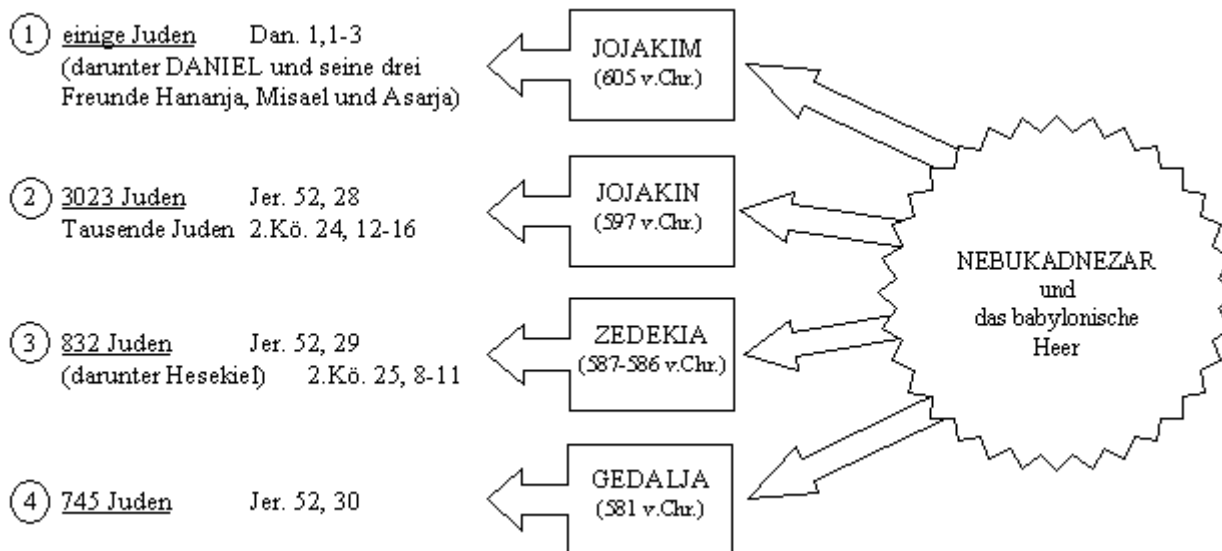 1 einige Juden Dan. 1,1-3
(darunter DANIEL und seine drei
Freunde Hananja, Misael und Asarja)
JOJAKIM
(605 v.Chr.)
2 3023 Juden Jer. 52, 28
Tausende Juden 2.Kö. 24, 12-16
JOJAKIN
(597 v.Chr.)
3 832 Juden Jer. 52, 29
(darunter Hesekiel) 2.Kö. 25, 8-11
ZEDEKIA
(587-586 v.Chr.)
4 745 Juden Jer. 52, 30
GEDALJA
(581 v.Chr.)
NEBUKADNEZAR
und
das babylonische
Heer